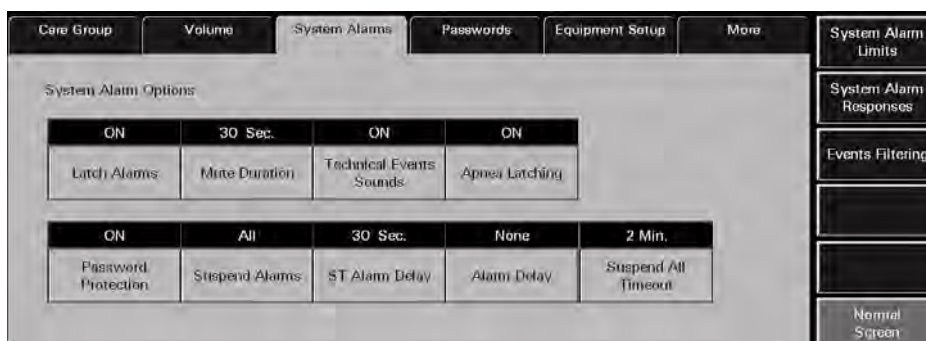 Care Group Volume System Alarms Passwords Equipment Setup More
System Alarm Limits
System Alarm Options
System Alarm Responses
ON 30 Sec. ON ON
Latch Alarms Mute Duration Technical Events Sounds Apnea Latching
Events Filtering
ON All 30 Sec. None 2 Min.
Password Protection Suspend Alarms ST Alarm Delay Alarm Delay Suspend All Timeout
Normal Screen